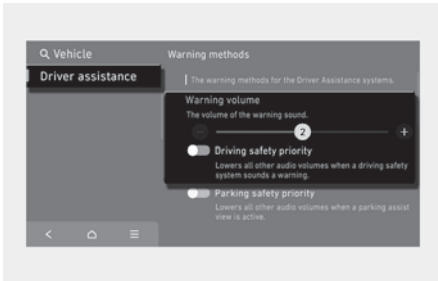 Vehicle
Warning methods
Driver assistance
The warning methods for the Driver Assistance systems.
Warning volume
The volume of the warning sound.
2
Driving safety priority
Lowers all other audio volumes when a driving safety
system sounds a warning.
Parking safety priority
Lowers all other audio volumes when a parking assist
view is active.